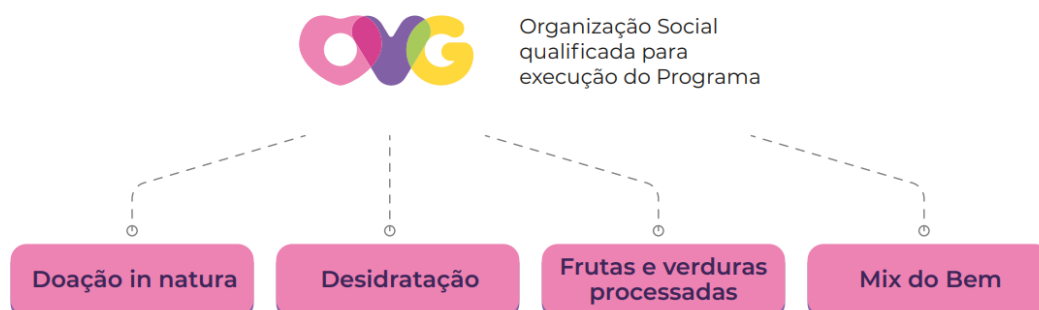 OVG
Organização Social
qualificada para
execução do Programa
Doação in natura
Desidratação
Frutas e verduras
processadas
Mix do Bem